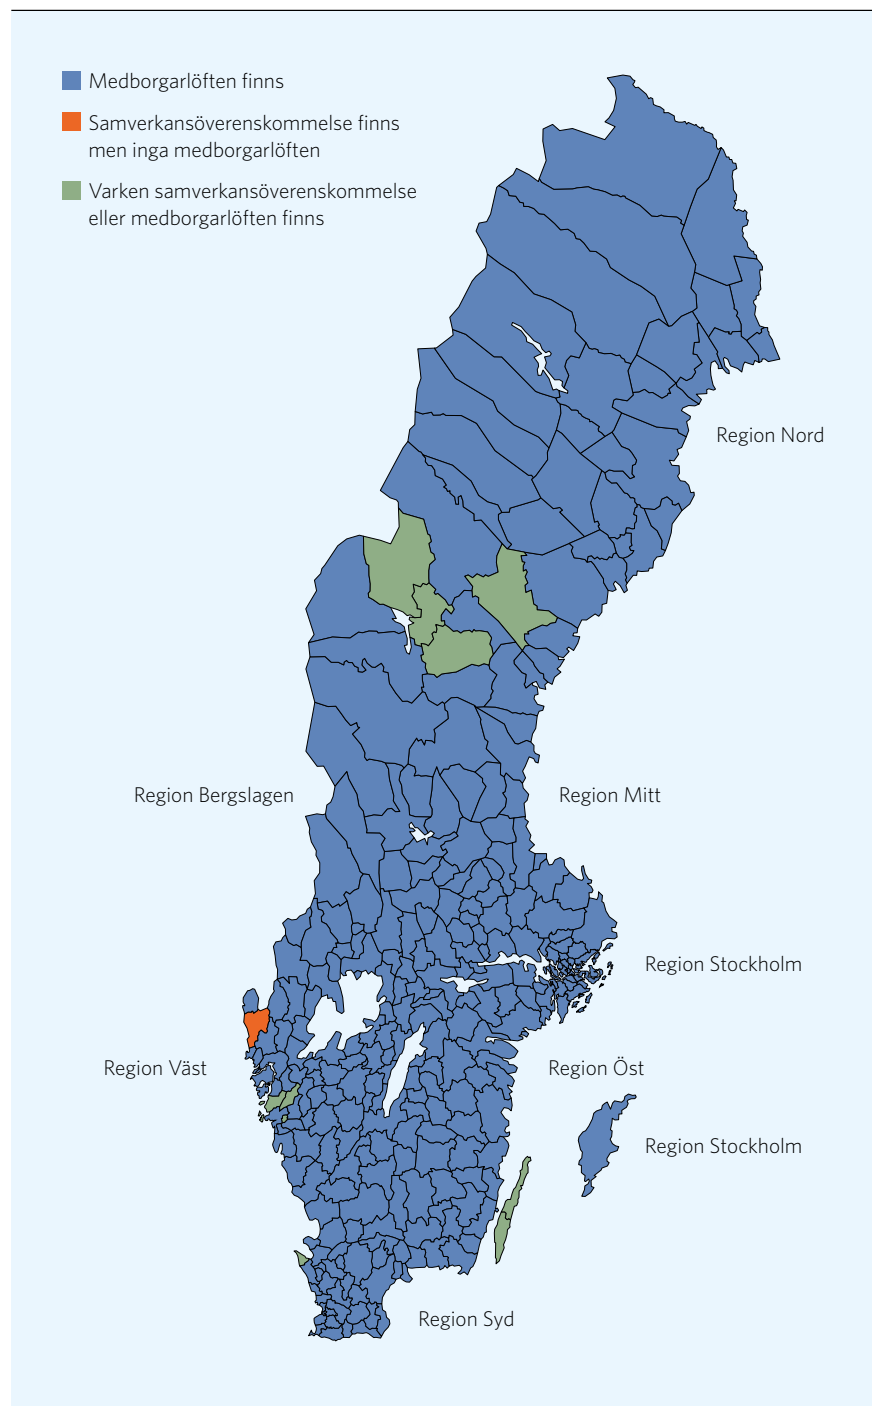 Medborgarlöften finns
Samverkansöverenskommelse finns
men inga medborgarlöften
Varken samverkansöverenskommelse
eller medborgarlöften finns
Region Nord
Region Bergslagen
Region Mitt
Region Stockholm
Region Väst
Region Öst
Region Stockholm
Region Syd